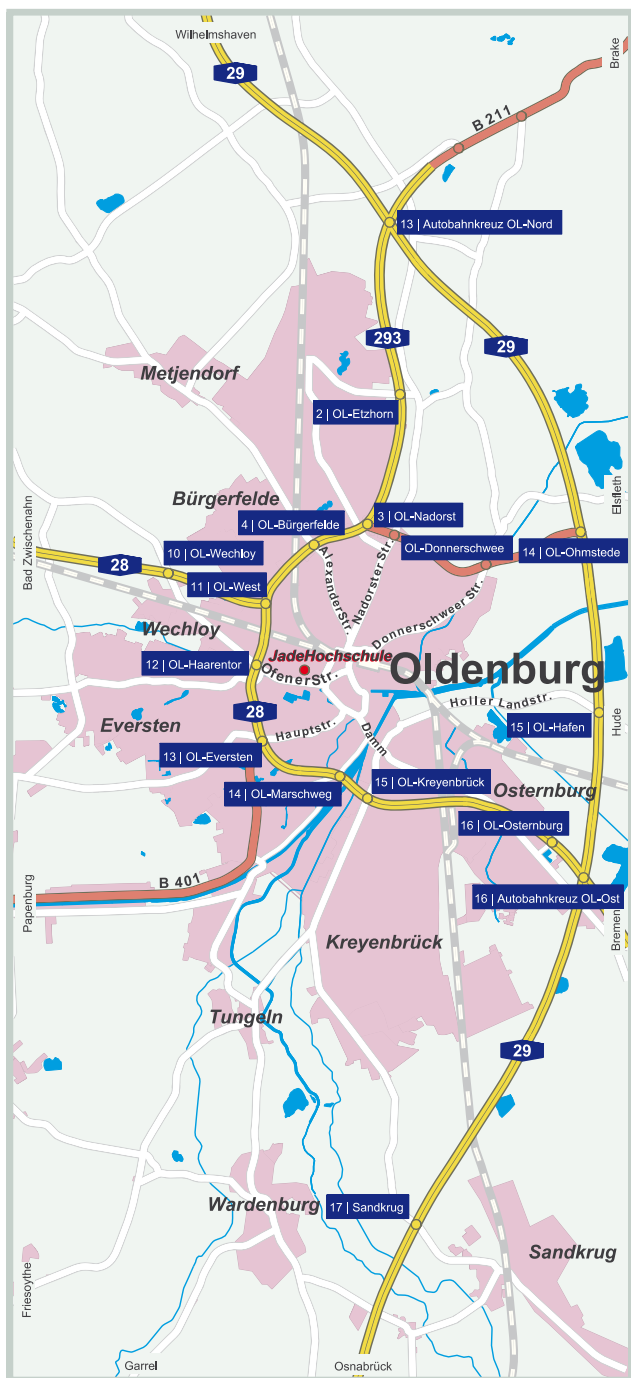 Wilhelmshaven
Brake
29
B 211
13 | Autobahnkreuz OL-Nord
293
29
Metjendorf
2 | OL-Etzhorn
Bürgerfelde
Elsfleth
3 | OL-Nadorst
4 | OL-Bürgerfelde
Bad Zwischenahn
10 | OL-Wechloy
OL-Donnerschwee
14 | OL-Ohmstede
28
11 | OL-West
AlexanderStr.
Nadorster Str.
Donnerschweer Str.
Wechloy
JadeHochschule
Oldenburg
12 | OL-Haarentor
OfenerStr.
Holler Landstr.
28
Eversten
Hauptstr.
Damm
15 | OL-Hafen
Hude
13 | OL-Eversten
15 | OL-Kreyenbrück
14 | OL-Marschweg
Osternburg
16 | OL-Osternburg
B 401
Papenburg
16 | Autobahnkreuz OL-Ost
Bremen
Kreyenbrück
Tungeln
29
Wardenburg
17 | Sandkrug
Sandkrug
Friesoythe
Garrel
Osnabrück